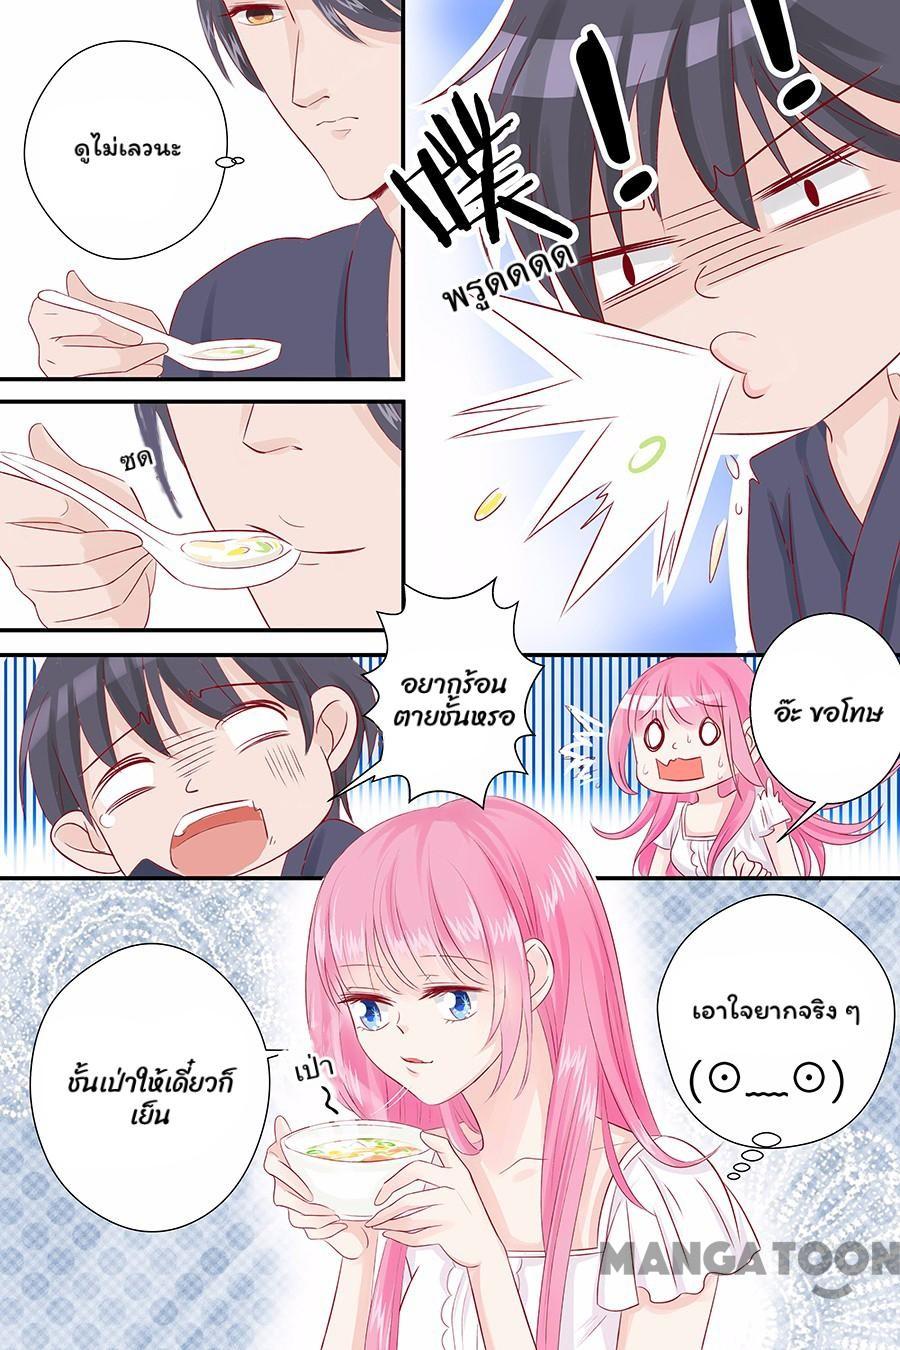 ดูไม่เลวนะ
噗
!
!
!
พรูดดดด
ซด
อยากร้อน
ตายชั้นหรอ
อ๊ะ ขอโทษ
เอาใจยากจริง ๆ
(⊙﹏⊙)
ชั้นเป่าให้เดี๋ยวก็
เย็น
เป่า
MANGATOON